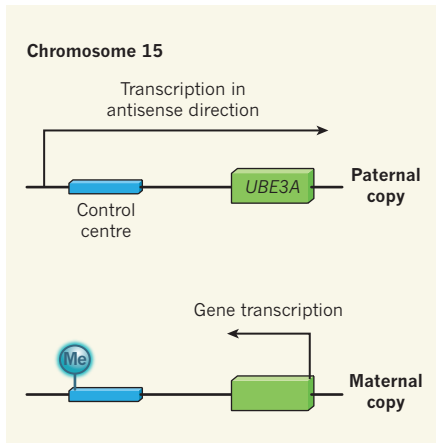 Chromosome 15
Transcription in
antisense direction
UBE3A
Paternal
copy
Control
centre
Gene transcription
Me
Maternal
copy